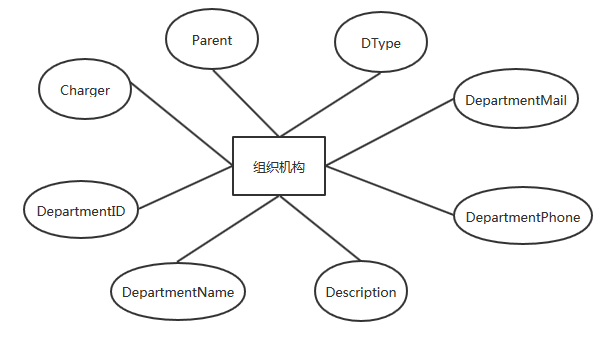 Parent
DType
Charger
DepartmentMail
组织机构
DepartmentID
DepartmentPhone
DepartmentName
Description